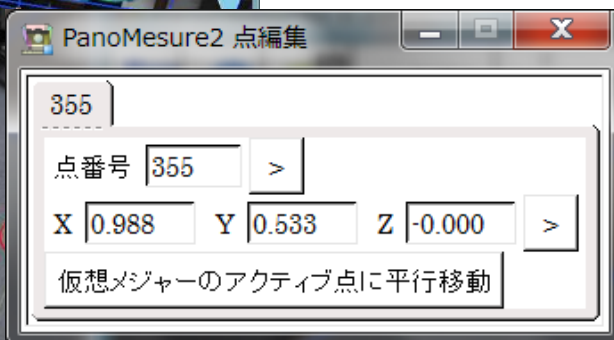 PanoMesure2 点編集
355
点番号 355 >
X 0.988 Y 0.533 Z -0.000 >
仮想メジャーのアクティブ点に平行移動